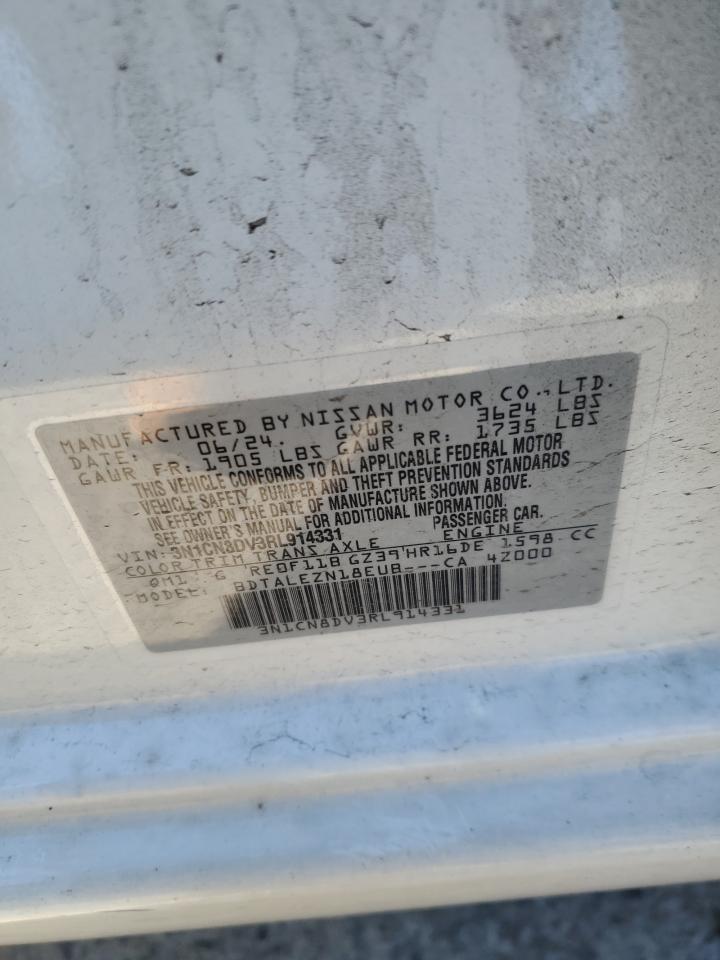 MANUFACTURED BY NISSAN MOTOR CO., LTD.
DATE: 06/24. GVWR: 3624 LBS
GAWR FR: 1905 LBS GAWR RR: 1735 LBS
THIS VEHICLE CONFORMS TO ALL APPLICABLE FEDERAL MOTOR
VEHICLE SAFETY, BUMPER AND THEFT PREVENTION STANDARDS
IN EFFECT ON THE DATE OF MANUFACTURE SHOWN ABOVE.
SEE OWNER'S MANUAL FOR ADDITIONAL INFORMATION.
VIN: 3N1CN8DV3RL914331 PASSENGER CAR.
COLOR TRIM TRANS AXLE ENGINE
QM1 G RE0F11B GZ39 HR16DE 1598 CC
MODEL: BDTALEZN18EUB---CA 4Z000
3N1CN8DV3RL914331